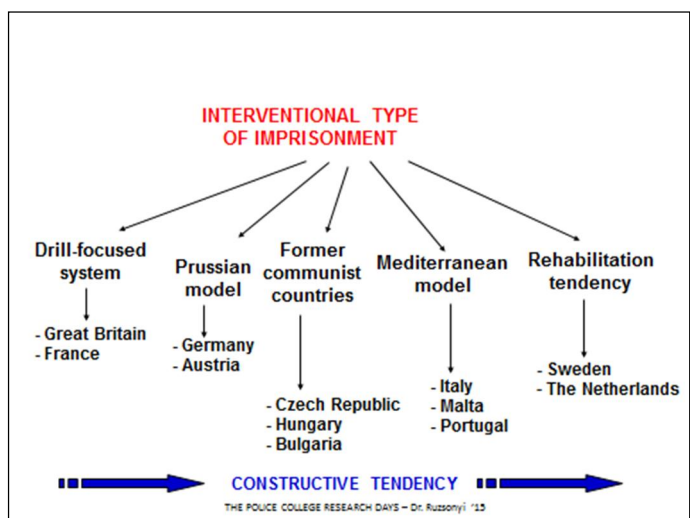 INTERVENTIONAL TYPE
OF IMPRISONMENT
Drill-focused
system
- Great Britain
- France
Prussian
model
- Germany
- Austria
Former
communist
countries
- Czech Republic
- Hungary
- Bulgaria
Mediterranean
model
- Italy
- Malta
- Portugal
Rehabilitation
tendency
- Sweden
- The Netherlands
CONSTRUCTIVE TENDENCY
THE POLICE COLLEGE RESEARCH DAYS – Dr. Ruzsonyi '15